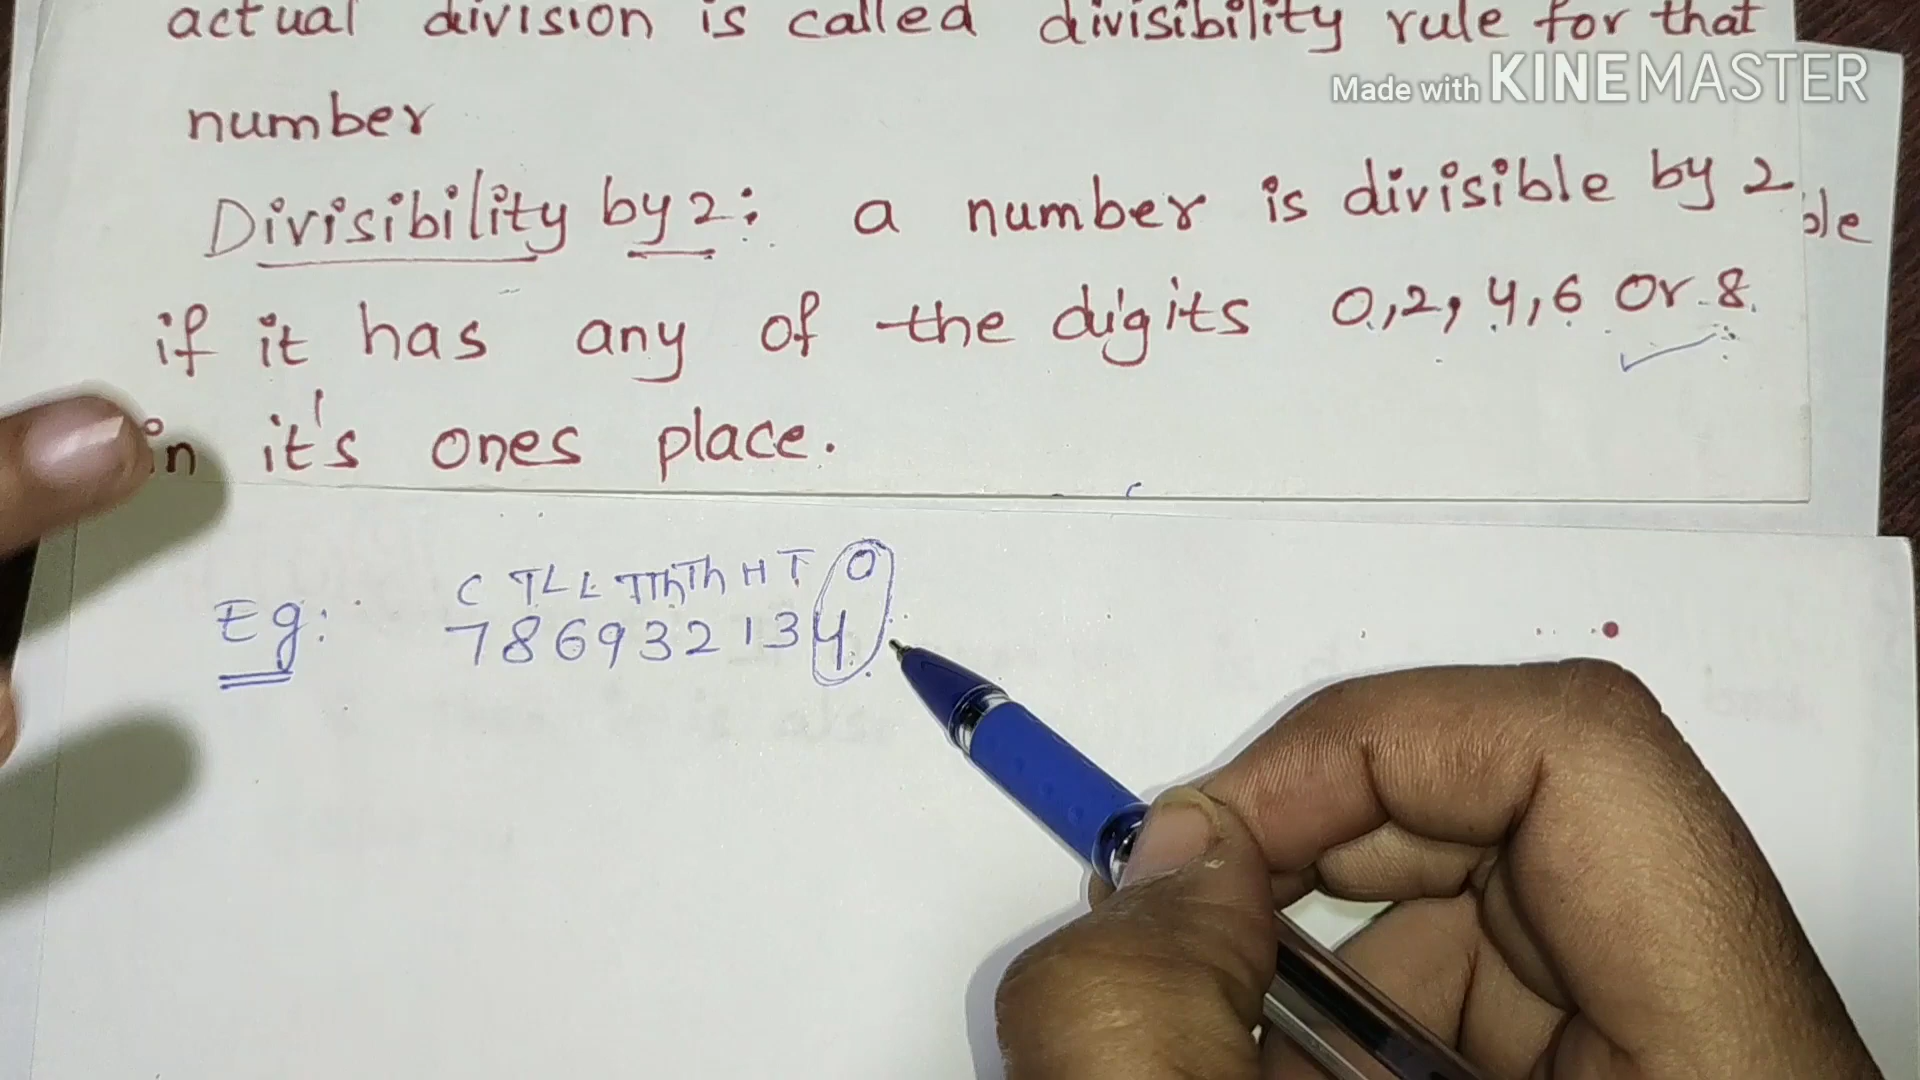 actual division is called divisibility rule for that
Made with KINEMASTER
number
Divisibility by 2: a number is divisible by 2
ble
if it has any of the digits 0,2,4,6 or 8.
in it's ones place.
C TL L TTh Th H T O
Eg: 786932134